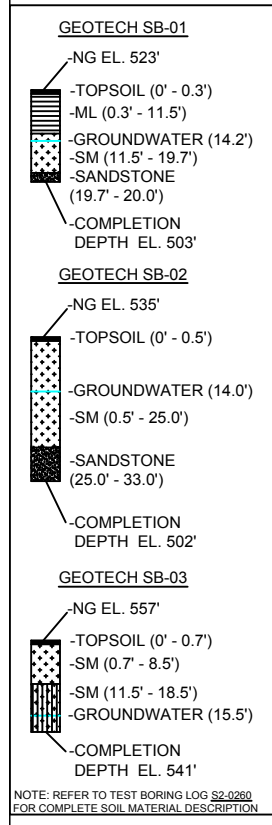 GEOTECH SB-01
-NG EL. 523'
-TOPSOIL (0' - 0.3')
-ML (0.3' - 11.5')
-GROUNDWATER (14.2')
-SM (11.5' - 19.7')
-SANDSTONE
(19.7' - 20.0')
-COMPLETION
DEPTH EL. 503'
GEOTECH SB-02
-NG EL. 535'
-TOPSOIL (0' - 0.5')
-GROUNDWATER (14.0')
-SM (0.5' - 25.0')
-SANDSTONE
(25.0' - 33.0')
-COMPLETION
DEPTH EL. 502'
GEOTECH SB-03
-NG EL. 557'
-TOPSOIL (0' - 0.7')
-SM (0.7' - 8.5')
-SM (11.5' - 18.5')
-GROUNDWATER (15.5')
-COMPLETION
DEPTH EL. 541'
NOTE: REFER TO TEST BORING LOG S2-0260
FOR COMPLETE SOIL MATERIAL DESCRIPTION